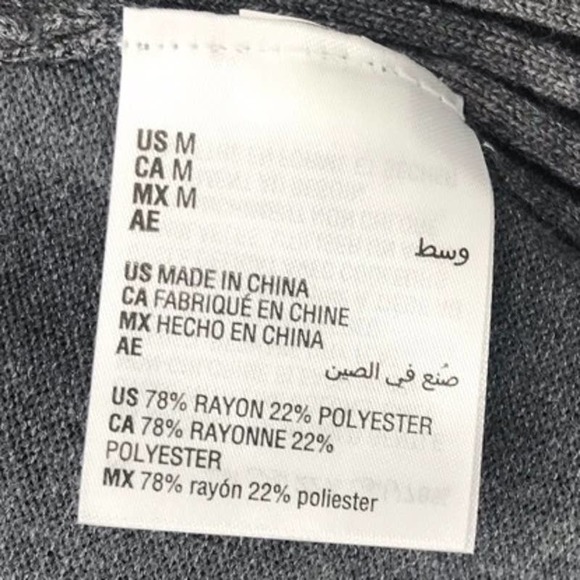 US M
CA M
MX M
AE
وسط
US MADE IN CHINA
CA FABRIQUÉ EN CHINE
MX HECHO EN CHINA
AE
صُنع في الصين
US 78% RAYON 22% POLYESTER
CA 78% RAYONNE 22%
POLYESTER
MX 78% rayón 22% poliester